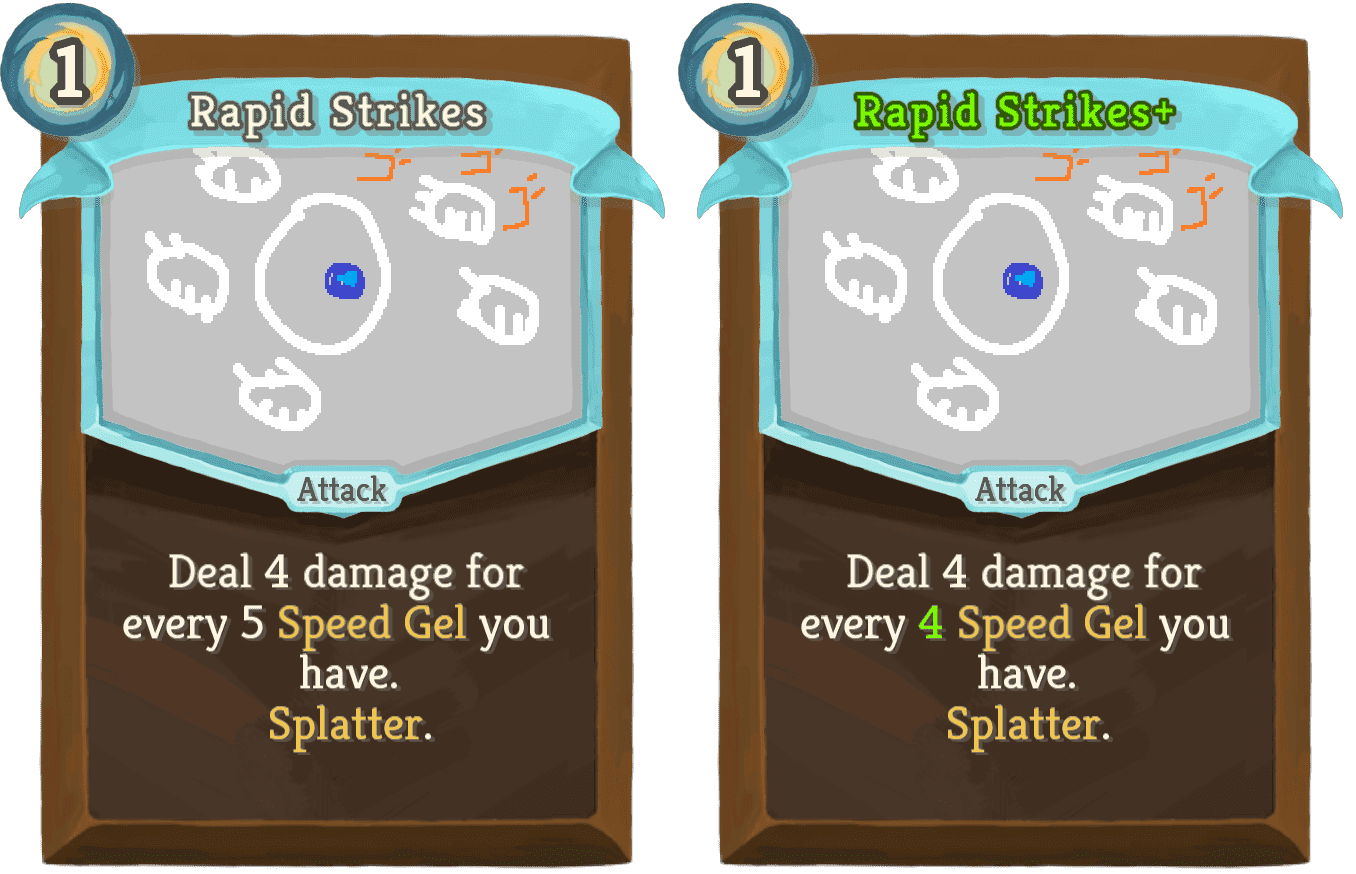 1
Rapid Strikes
Attack
Deal 4 damage for
every 5 Speed Gel you
have.
Splatter.
1
Rapid Strikes+
Attack
Deal 4 damage for
every 4 Speed Gel you
have.
Splatter.